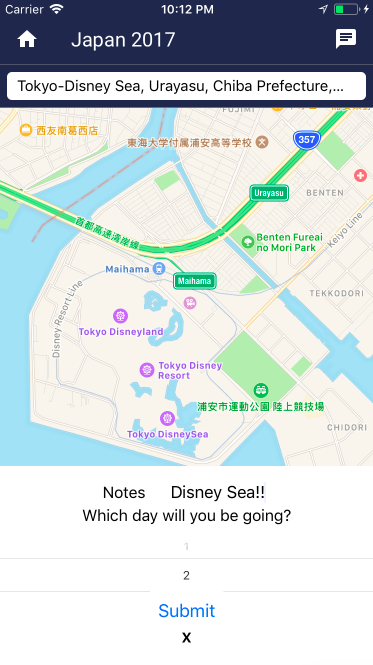 Carrier 10:12 PM
Japan 2017
Tokyo-Disney Sea, Urayasu, Chiba Prefecture,...
FUJIMI
西友南葛西店
東海大学付属浦安高等学校
357
Urayasu
BENTEN
首都高速湾岸線
Benten Fureai
no Mori Park
Keiyo Line
Maihama
Maihama
TEKKODORI
Disney Resort Line
Tokyo Disneyland
Tokyo Disney
Resort
浦安市運動公園 陸上競技場
CHIDORI
Tokyo DisneySea
Notes Disney Sea!!
Which day will you be going?
1
2
Submit
X